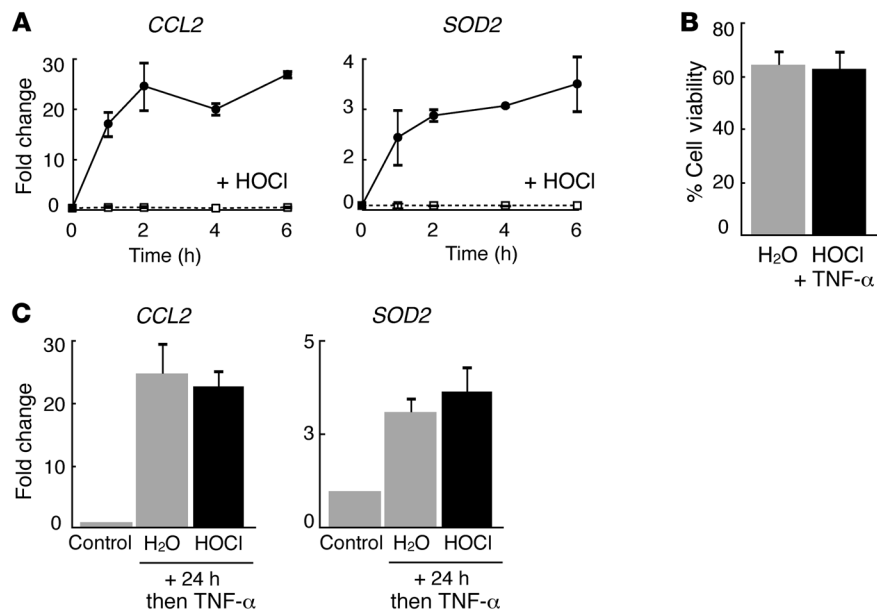 A
CCL2
SOD2
B
Fold change
30
20
10
0
+ HOCl
0 2 4 6
Time (h)
4
3
2
0
+ HOCl
0 2 4 6
Time (h)
% Cell viability
80
60
40
20
0
H₂O HOCl
+ TNF-α
C
CCL2
SOD2
Fold change
30
20
10
0
Control H₂O HOCl
+ 24 h
then TNF-α
5
3
0
Control H₂O HOCl
+ 24 h
then TNF-α